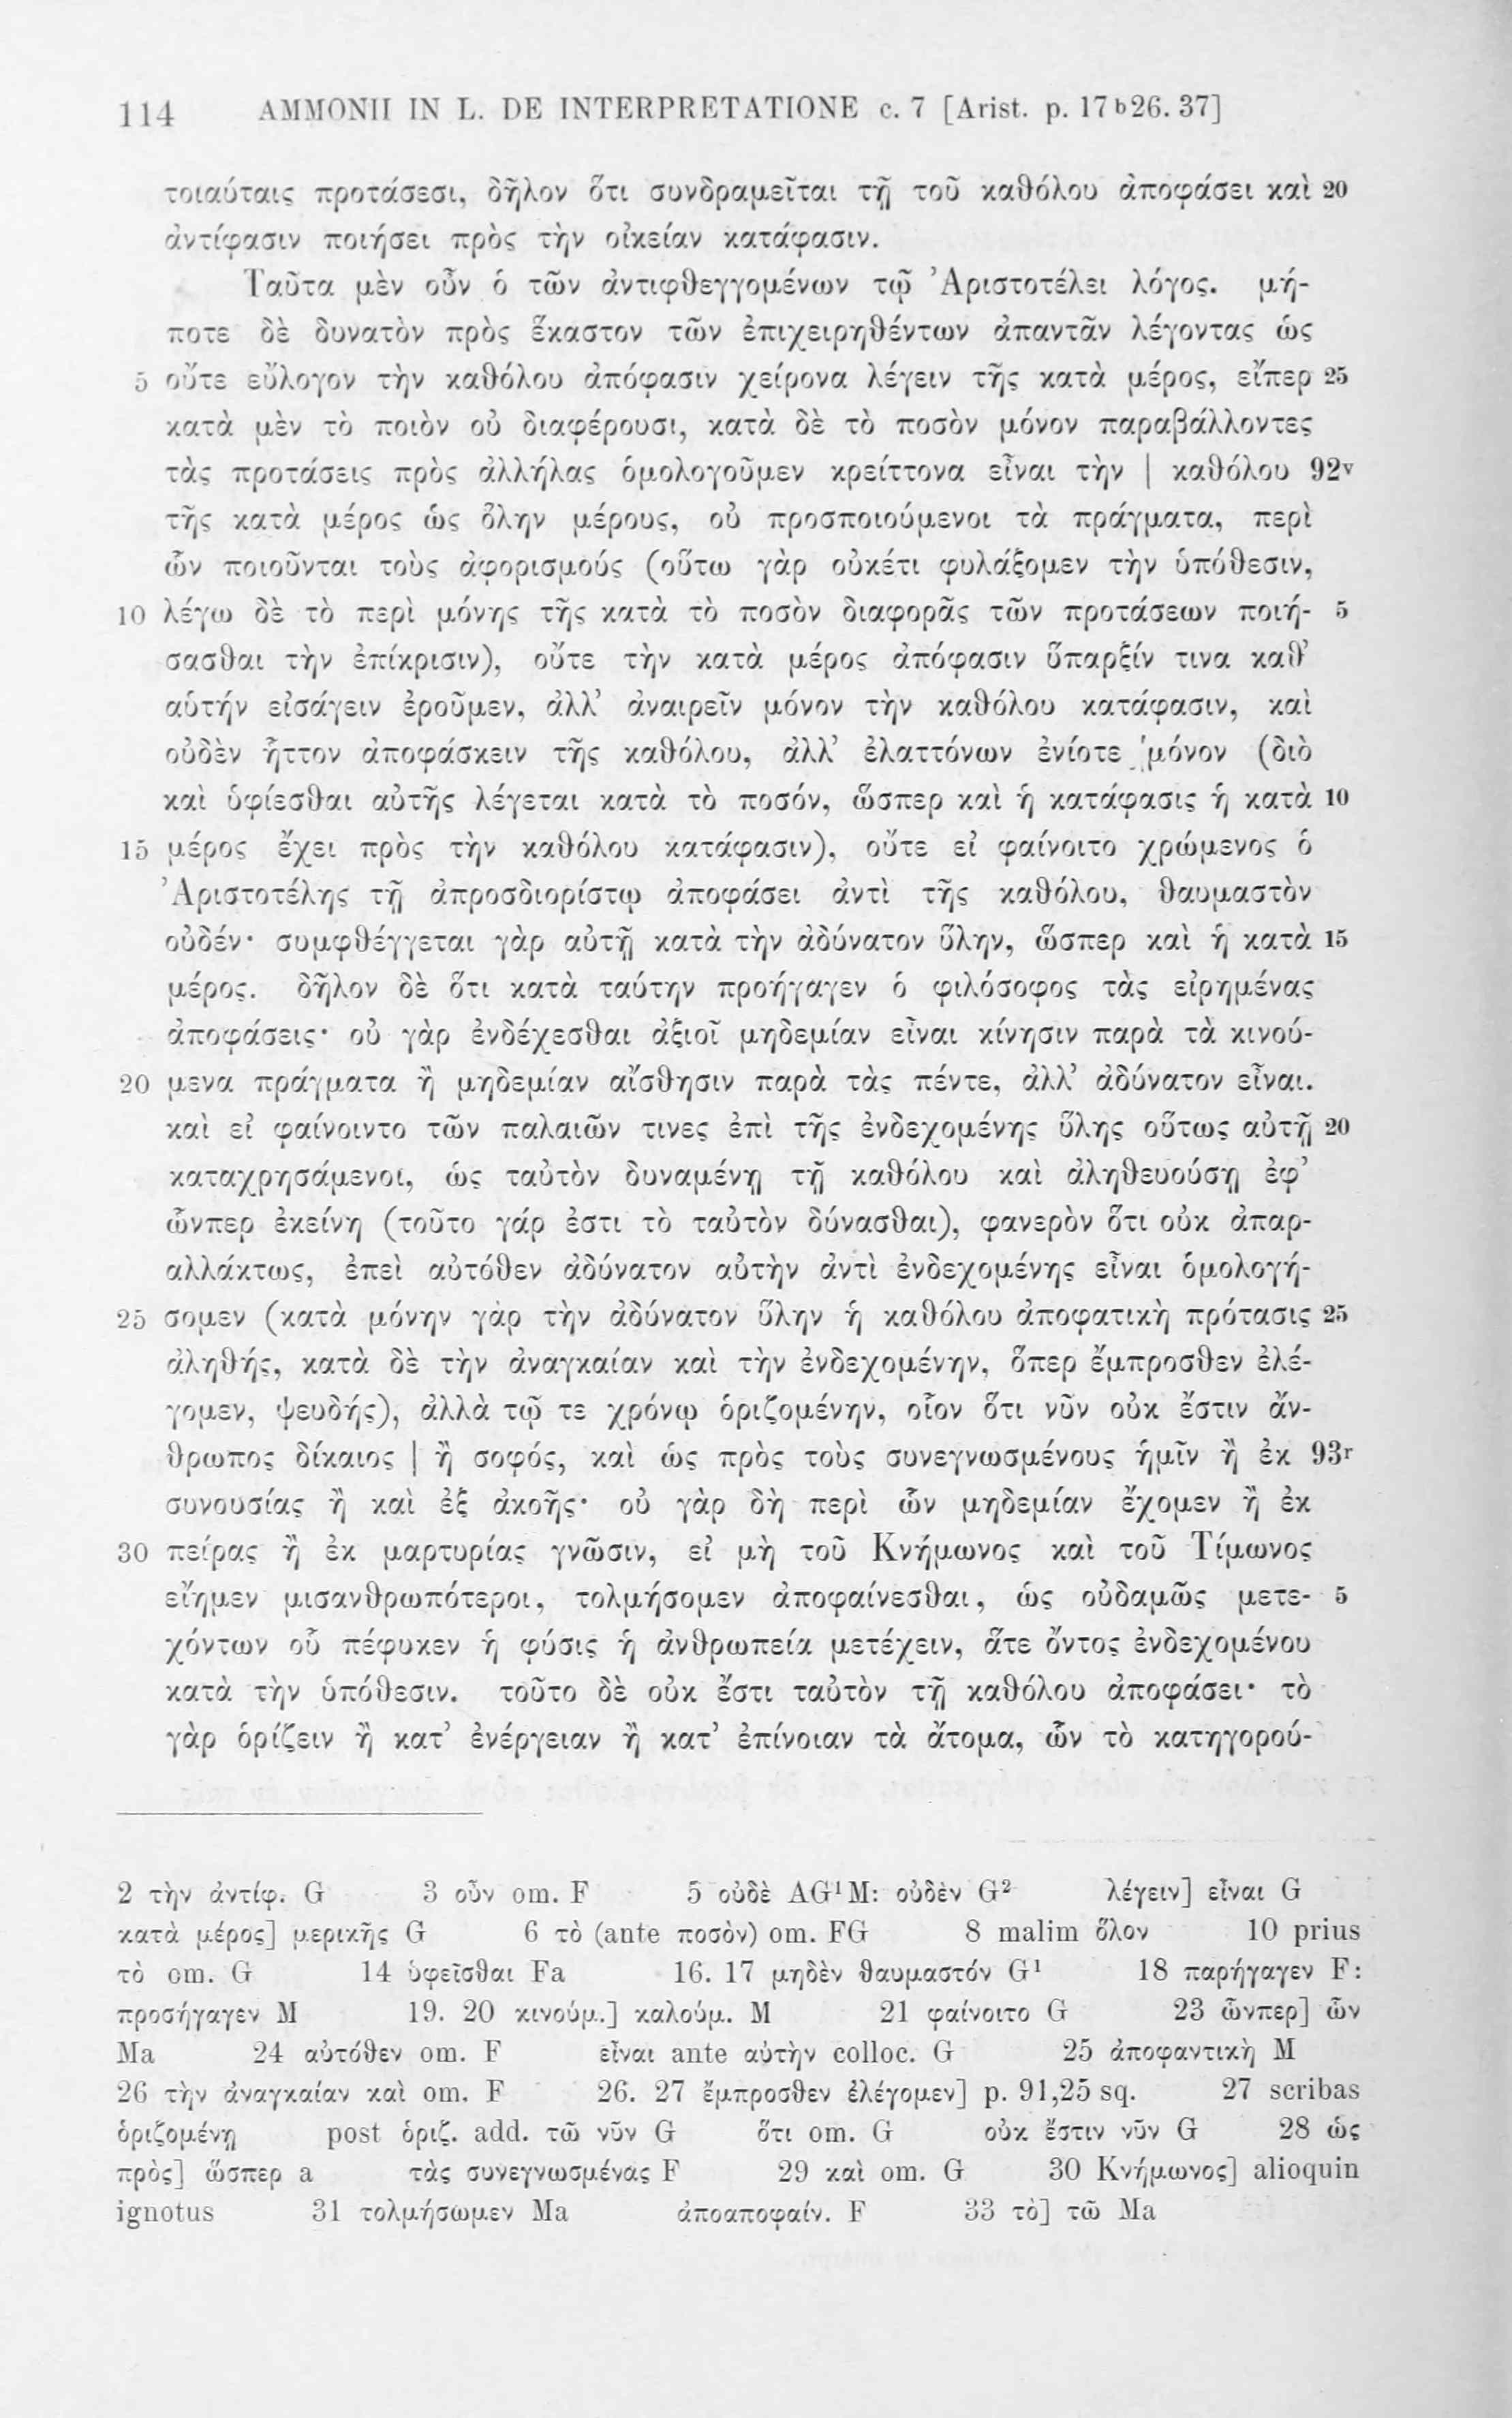 114 AMMONII IN L. DE INTERPRETATIONE c. 7 [Arist. p. 17ᵇ26. 37]
τοιαύταις προτάσεσι, δῆλον ὅτι συνδραμεῖται τῇ τοῦ καθόλου ἀποφάσει καὶ 20
ἀντίφασιν ποιήσει πρὸς τὴν οἰκείαν κατάφασιν.
Ταῦτα μὲν οὖν ὁ τῶν ἀντιφθεγγομένων τῷ Ἀριστοτέλει λόγος. μή-
ποτε δὲ δυνατὸν πρὸς ἕκαστον τῶν ἐπιχειρηθέντων ἀπαντᾶν λέγοντας ὡς
5 οὔτε εὔλογον τὴν καθόλου ἀπόφασιν χείρονα λέγειν τῆς κατὰ μέρος, εἴπερ 25
κατὰ μὲν τὸ ποιὸν οὐ διαφέρουσι, κατὰ δὲ τὸ ποσὸν μόνον παραβάλλοντες
τὰς προτάσεις πρὸς ἀλλήλας ὁμολογοῦμεν κρείττονα εἶναι τὴν | καθόλου 92ᵛ
τῆς κατὰ μέρος ὡς ὅλην μέρους, οὐ προσποιούμενοι τὰ πράγματα, περὶ
ὧν ποιοῦνται τοὺς ἀφορισμούς (οὕτω γὰρ οὐκέτι φυλάξομεν τὴν ὑπόθεσιν,
10 λέγω δὲ τὸ περὶ μόνης τῆς κατὰ τὸ ποσὸν διαφορᾶς τῶν προτάσεων ποιή- 5
σασθαι τὴν ἐπίκρισιν), οὔτε τὴν κατὰ μέρος ἀπόφασιν ὕπαρξίν τινα καθ’
αὑτήν εἰσάγειν ἐροῦμεν, ἀλλ’ ἀναιρεῖν μόνον τὴν καθόλου κατάφασιν, καὶ
οὐδὲν ἧττον ἀποφάσκειν τῆς καθόλου, ἀλλ’ ἐλαττόνων ἐνίοτε μόνον (διὸ
καὶ ὑφίεσθαι αὐτῆς λέγεται κατὰ τὸ ποσόν, ὥσπερ καὶ ἡ κατάφασις ἡ κατὰ 10
15 μέρος ἔχει πρὸς τὴν καθόλου κατάφασιν), οὔτε εἰ φαίνοιτο χρώμενος ὁ
Ἀριστοτέλης τῇ ἀπροσδιορίστῳ ἀποφάσει ἀντὶ τῆς καθόλου, θαυμαστὸν
οὐδέν· συμφθέγγεται γὰρ αὐτῇ κατὰ τὴν ἀδύνατον ὕλην, ὥσπερ καὶ ἡ κατὰ 15
μέρος. δῆλον δὲ ὅτι κατὰ ταύτην προήγαγεν ὁ φιλόσοφος τὰς εἰρημένας
ἀποφάσεις· οὐ γὰρ ἐνδέχεσθαι ἀξιοῖ μηδεμίαν εἶναι κίνησιν παρὰ τὰ κινού-
20 μενα πράγματα ἢ μηδεμίαν αἴσθησιν παρὰ τὰς πέντε, ἀλλ’ ἀδύνατον εἶναι.
καὶ εἰ φαίνοιντο τῶν παλαιῶν τινες ἐπὶ τῆς ἐνδεχομένης ὕλης οὕτως αὐτῇ 20
καταχρησάμενοι, ὡς ταὐτὸν δυναμένῃ τῇ καθόλου καὶ ἀληθευούσῃ ἐφ’
ὧνπερ ἐκείνη (τοῦτο γάρ ἐστι τὸ ταὐτὸν δύνασθαι), φανερὸν ὅτι οὐκ ἀπαρ-
αλλάκτως, ἐπεὶ αὐτόθεν ἀδύνατον αὐτὴν ἀντὶ ἐνδεχομένης εἶναι ὁμολογή-
25 σομεν (κατὰ μόνην γὰρ τὴν ἀδύνατον ὕλην ἡ καθόλου ἀποφατικὴ πρότασις 25
ἀληθής, κατὰ δὲ τὴν ἀναγκαίαν καὶ τὴν ἐνδεχομένην, ὅπερ ἔμπροσθεν ἐλέ-
γομεν, ψευδής), ἀλλὰ τῷ τε χρόνῳ ὁριζομένην, οἷον ὅτι νῦν οὐκ ἔστιν ἄν-
θρωπος δίκαιος | ἢ σοφός, καὶ ὡς πρὸς τοὺς συνεγνωσμένους ἡμῖν ἢ ἐκ 93ʳ
συνουσίας ἢ καὶ ἐξ ἀκοῆς· οὐ γὰρ δὴ περὶ ὧν μηδεμίαν ἔχομεν ἢ ἐκ
30 πείρας ἢ ἐκ μαρτυρίας γνῶσιν, εἰ μὴ τοῦ Κνήμωνος καὶ τοῦ Τίμωνος
εἴημεν μισανθρωπότεροι, τολμήσομεν ἀποφαίνεσθαι, ὡς οὐδαμῶς μετε- 5
χόντων οὗ πέφυκεν ἡ φύσις ἡ ἀνθρωπεία μετέχειν, ἅτε ὄντος ἐνδεχομένου
κατὰ τὴν ὑπόθεσιν. τοῦτο δὲ οὐκ ἔστι ταὐτὸν τῇ καθόλου ἀποφάσει· τὸ
γὰρ ὁρίζειν ἢ κατ’ ἐνέργειαν ἢ κατ’ ἐπίνοιαν τὰ ἄτομα, ὧν τὸ κατηγορού-
2 τὴν ἀντίφ. G 3 οὖν om. F 5 οὐδὲ AG¹M: οὐδὲν G² λέγειν] εἶναι G
κατὰ μέρος] μερικῆς G 6 τὸ (ante ποσὸν) om. FG 8 malim ὅλον 10 prius
τὸ om. G 14 ὑφεῖσθαι Fa 16. 17 μηδὲν θαυμαστόν G¹ 18 παρήγαγεν F:
προσήγαγεν M 19. 20 κινούμ.] καλούμ. M 21 φαίνοιτο G 23 ὧνπερ] ὧν
Ma 24 αὐτόθεν om. F εἶναι ante αὐτὴν colloc. G 25 ἀποφαντικὴ M
26 τὴν ἀναγκαίαν καὶ om. F 26. 27 ἔμπροσθεν ἐλέγομεν] p. 91,25 sq. 27 scribas
ὁριζομένῃ post ὁριζ. add. τῶ νῦν G ὅτι om. G οὐκ ἔστιν νῦν G 28 ὡς
πρὸς] ὥσπερ a τὰς συνεγνωσμένας F 29 καὶ om. G 30 Κνήμωνος] alioquin
ignotus 31 τολμήσωμεν Ma ἀποαποφαίν. F 33 τὸ] τῶ Ma